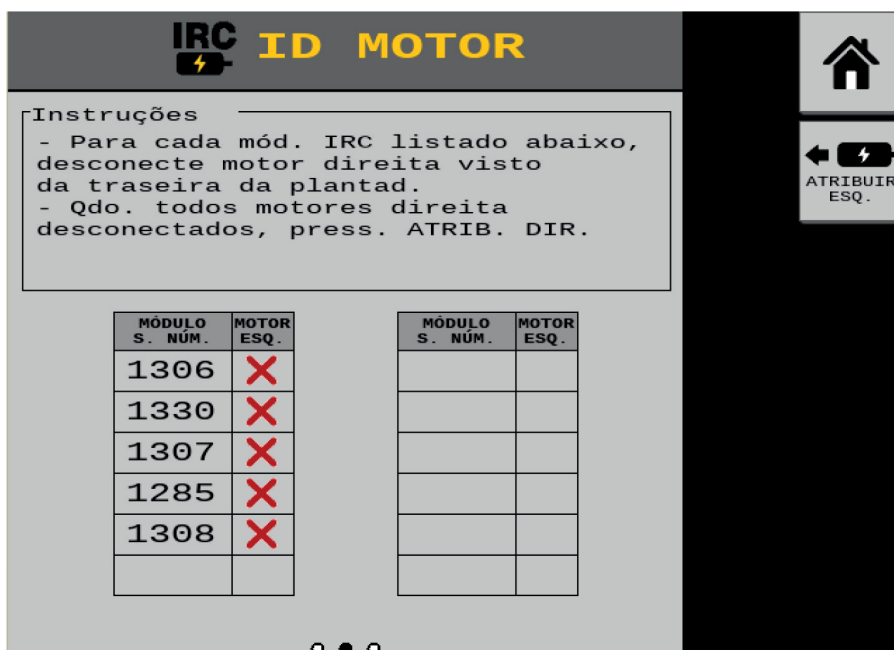 IRC ID MOTOR
Instruções
- Para cada mód. IRC listado abaixo,
desconecte motor direita visto
da traseira da plantad.
- Qdo. todos motores direita
desconectados, press. ATRIB. DIR.
ATRIBUIR
ESQ.
MÓDULO MOTOR MÓDULO MOTOR
S. NÚM. ESQ. S. NÚM. ESQ.
1306
1330
1307
1285
1308